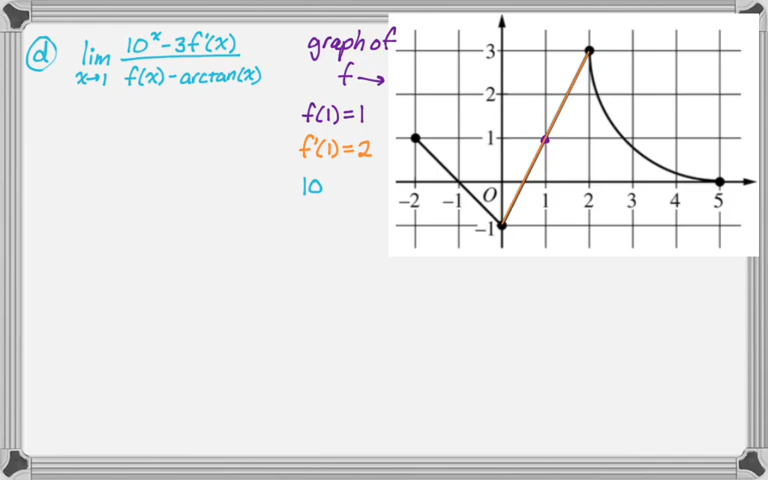 (d) lim x→1 (10^x - 3f'(x)) / (f(x) - arctan(x))
graph of
f →
f(1) = 1
f'(1) = 2
10
3
2
1
-2 -1 O 1 2 3 4 5
-1